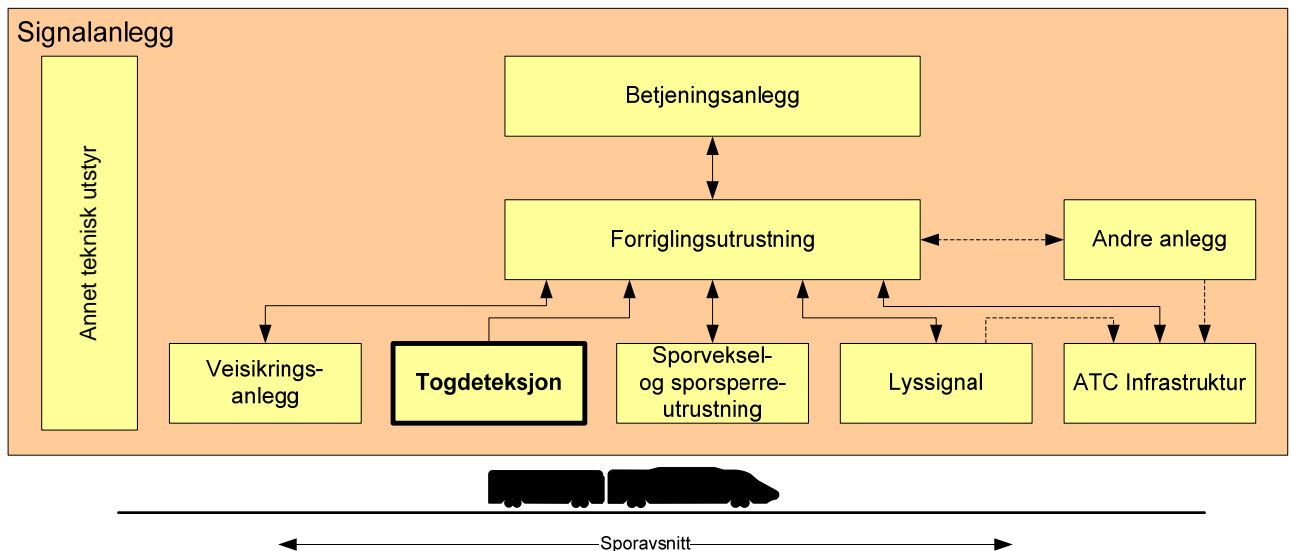 Signalanlegg
Annet teknisk utstyr
Betjeningsanlegg
Forriglingsutrustning
Andre anlegg
Veisikrings-
anlegg
Togdeteksjon
Sporveksel-
og sporsperre-
utrustning
Lyssignal
ATC Infrastruktur
Sporavsnitt